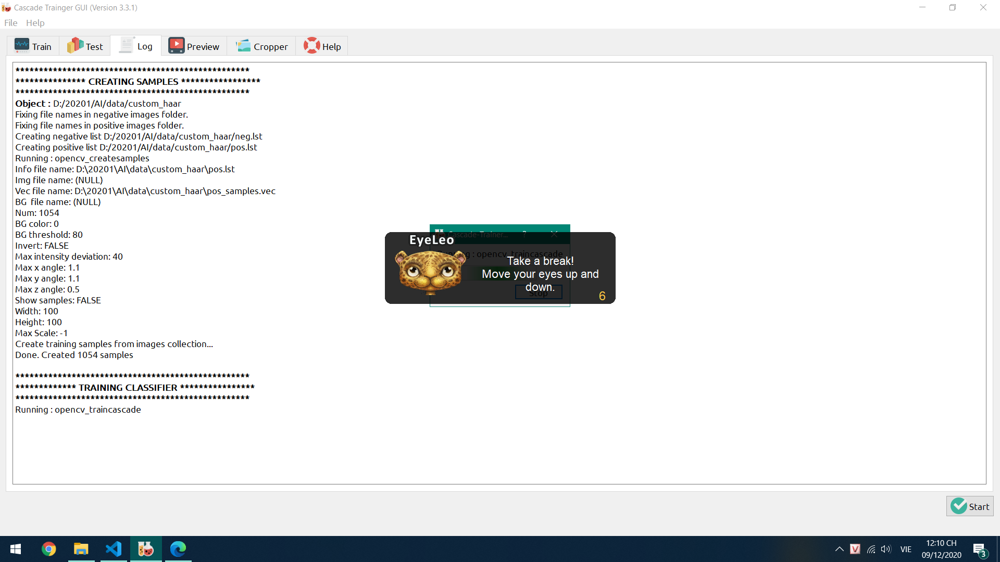 Cascade Trainger GUI (Version 3.3.1)
File Help
Train Test Log Preview Cropper Help
**************************************************
*************** CREATING SAMPLES *****************
**************************************************
Object : D:/20201/AI/data/custom_haar
Fixing file names in negative images folder.
Fixing file names in positive images folder.
Creating negative list D:/20201/AI/data/custom_haar/neg.lst
Creating positive list D:/20201/AI/data/custom_haar/pos.lst
Running : opencv_createsamples
Info file name: D:\20201\AI\data\custom_haar\pos.lst
Img file name: (NULL)
Vec file name: D:\20201\AI\data\custom_haar\pos_samples.vec
BG  file name: (NULL)
Num: 1054
BG color: 0
BG threshold: 80
Invert: FALSE
Max intensity deviation: 40
Max x angle: 1.1
Max y angle: 1.1
Max z angle: 0.5
Show samples: FALSE
Width: 100
Height: 100
Max Scale: -1
Create training samples from images collection...
Done. Created 1054 samples
**************************************************
************* TRAINING CLASSIFIER ****************
**************************************************
Running : opencv_traincascade
Cascade-Trainer... ?
EyeLeo
: opencv_traincascade
Take a break!
Move your eyes up and
down.
Stop
6
Start
VIE
12:10 CH
09/12/2020
3